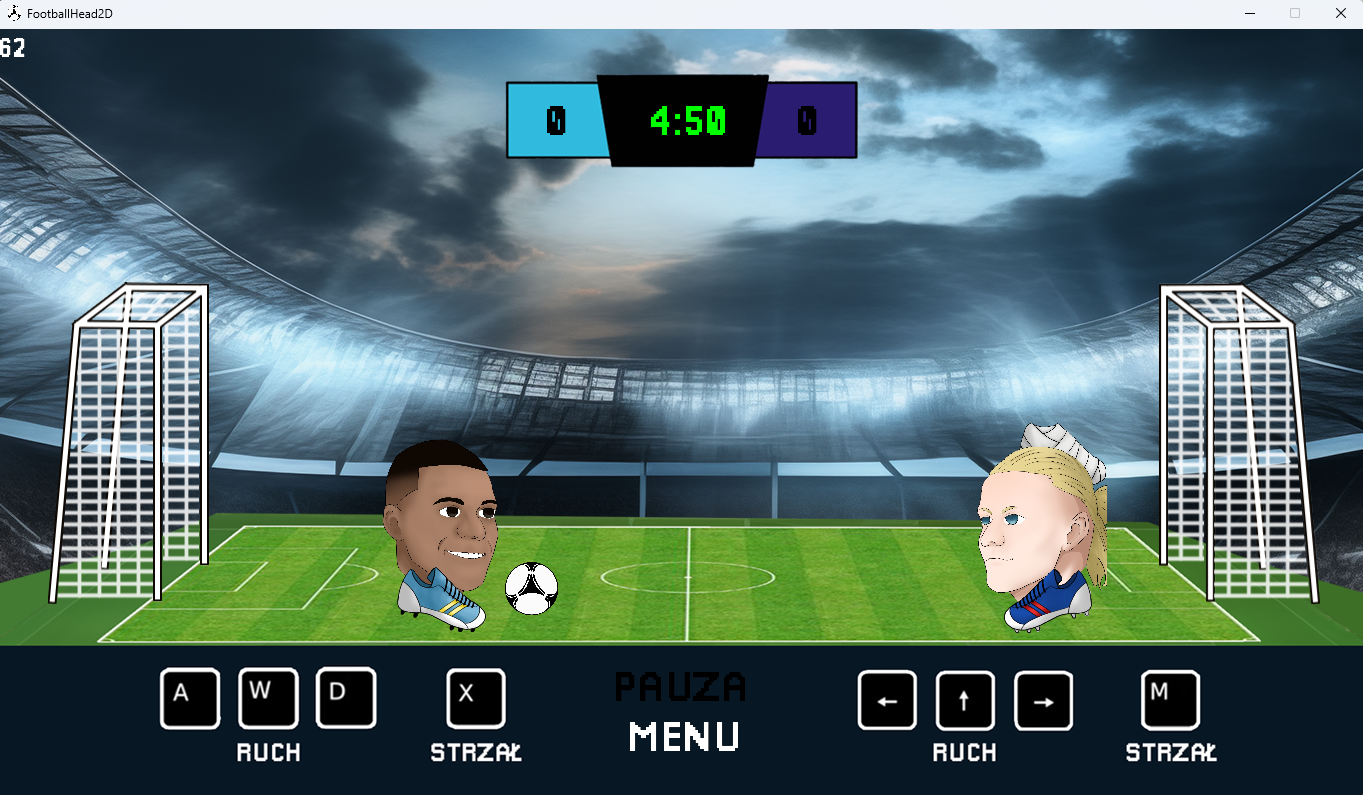 FootballHead2D
62
0 4:50 0
A W D X PAUZA ← ↑ → M
MENU
RUCH STRZAŁ RUCH STRZAŁ